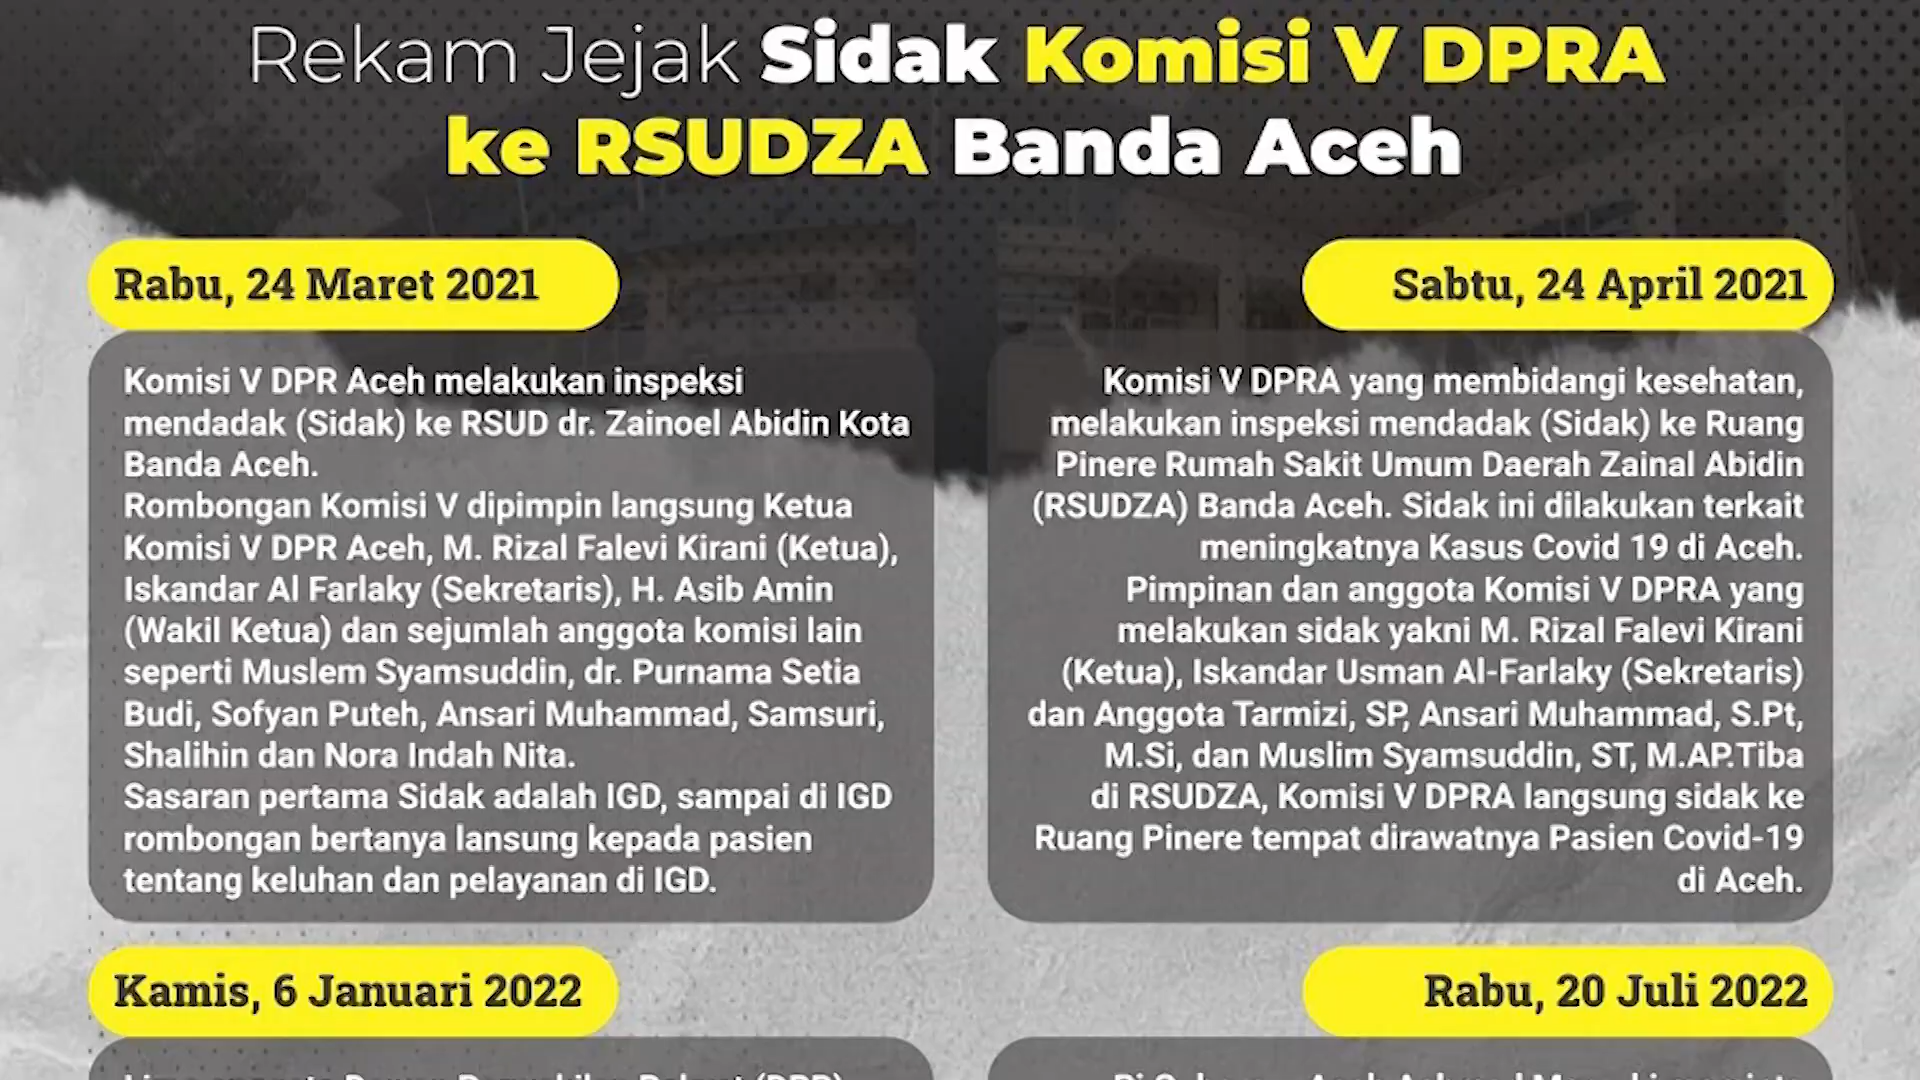 Rekam Jejak Sidak Komisi V DPRA
ke RSUDZA Banda Aceh
Rabu, 24 Maret 2021
Komisi V DPR Aceh melakukan inspeksi
mendadak (Sidak) ke RSUD dr. Zainoel Abidin Kota
Banda Aceh.
Rombongan Komisi V dipimpin langsung Ketua
Komisi V DPR Aceh, M. Rizal Falevi Kirani (Ketua),
Iskandar Al Farlaky (Sekretaris), H. Asib Amin
(Wakil Ketua) dan sejumlah anggota komisi lain
seperti Muslem Syamsuddin, dr. Purnama Setia
Budi, Sofyan Puteh, Ansari Muhammad, Samsuri,
Shalihin dan Nora Indah Nita.
Sasaran pertama Sidak adalah IGD, sampai di IGD
rombongan bertanya lansung kepada pasien
tentang keluhan dan pelayanan di IGD.
Sabtu, 24 April 2021
Komisi V DPRA yang membidangi kesehatan,
melakukan inspeksi mendadak (Sidak) ke Ruang
Pinere Rumah Sakit Umum Daerah Zainal Abidin
(RSUDZA) Banda Aceh. Sidak ini dilakukan terkait
meningkatnya Kasus Covid 19 di Aceh.
Pimpinan dan anggota Komisi V DPRA yang
melakukan sidak yakni M. Rizal Falevi Kirani
(Ketua), Iskandar Usman Al-Farlaky (Sekretaris)
dan Anggota Tarmizi, SP, Ansari Muhammad, S.Pt,
M.Si, dan Muslim Syamsuddin, ST, M.AP.Tiba
di RSUDZA, Komisi V DPRA langsung sidak ke
Ruang Pinere tempat dirawatnya Pasien Covid-19
di Aceh.
Kamis, 6 Januari 2022
Rabu, 20 Juli 2022